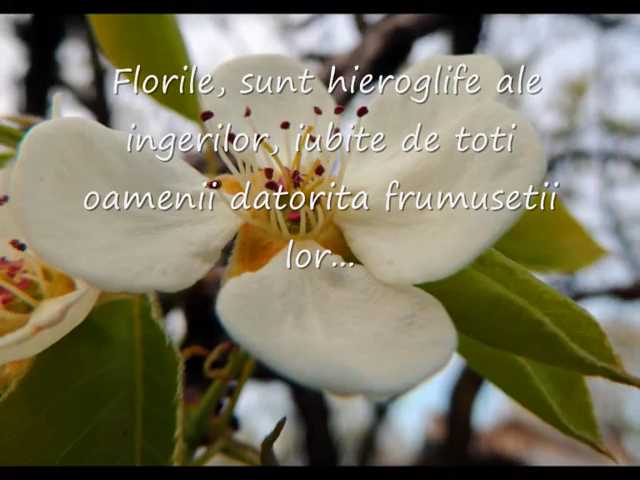 Florile, sunt hieroglife ale
ingerilor, iubite de toti
oamenii datorita frumusetii
lor...